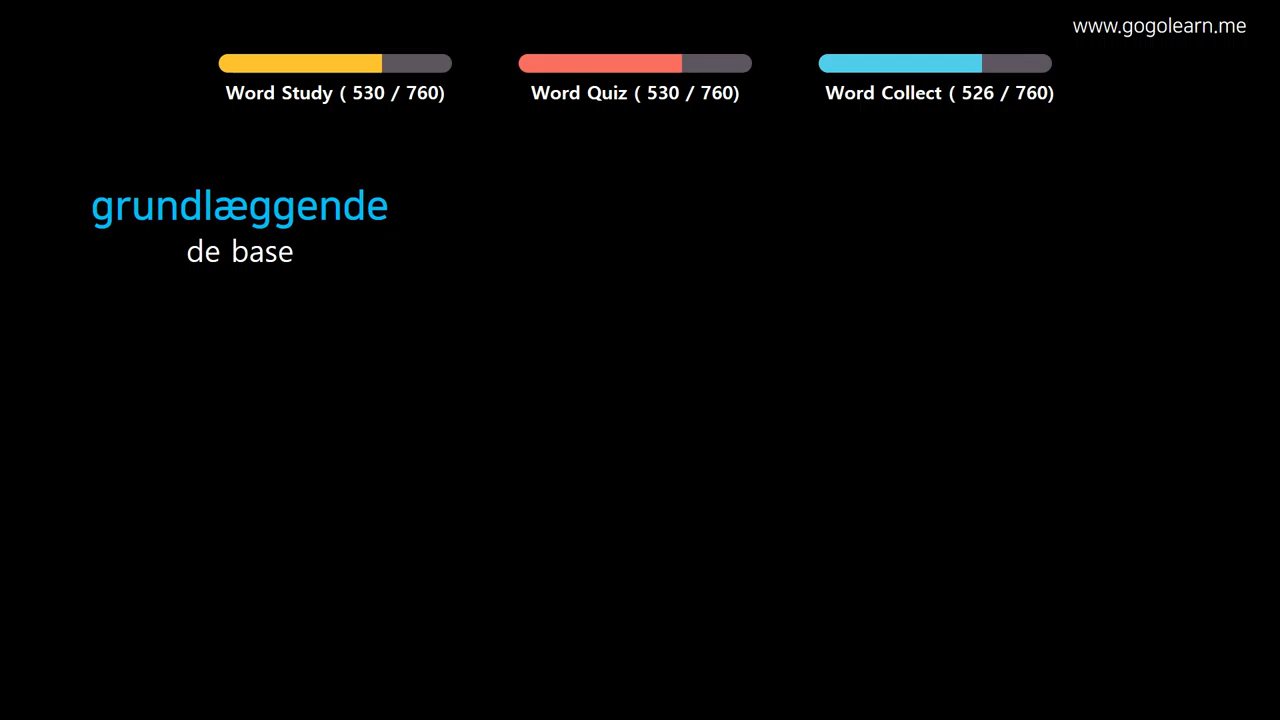 www.gogolearn.me
Word Study ( 530 / 760)
Word Quiz ( 530 / 760)
Word Collect ( 526 / 760)
grundlæggende
de base